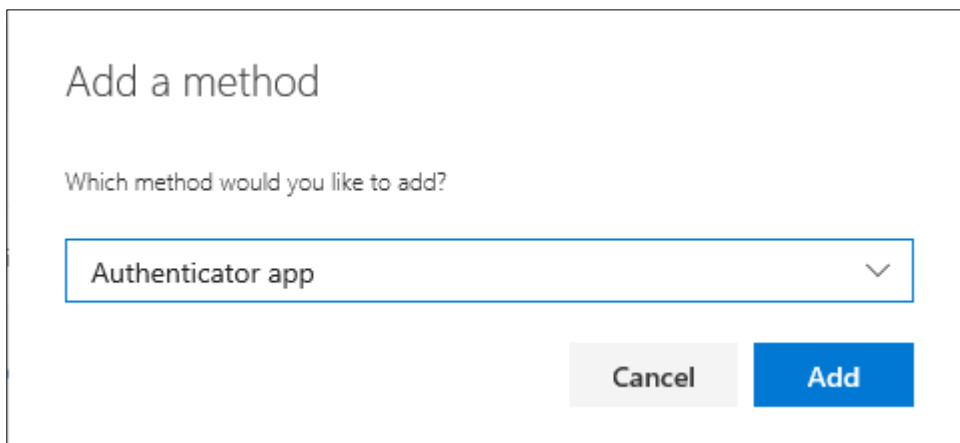 Add a method
Which method would you like to add?
Authenticator app
Cancel
Add